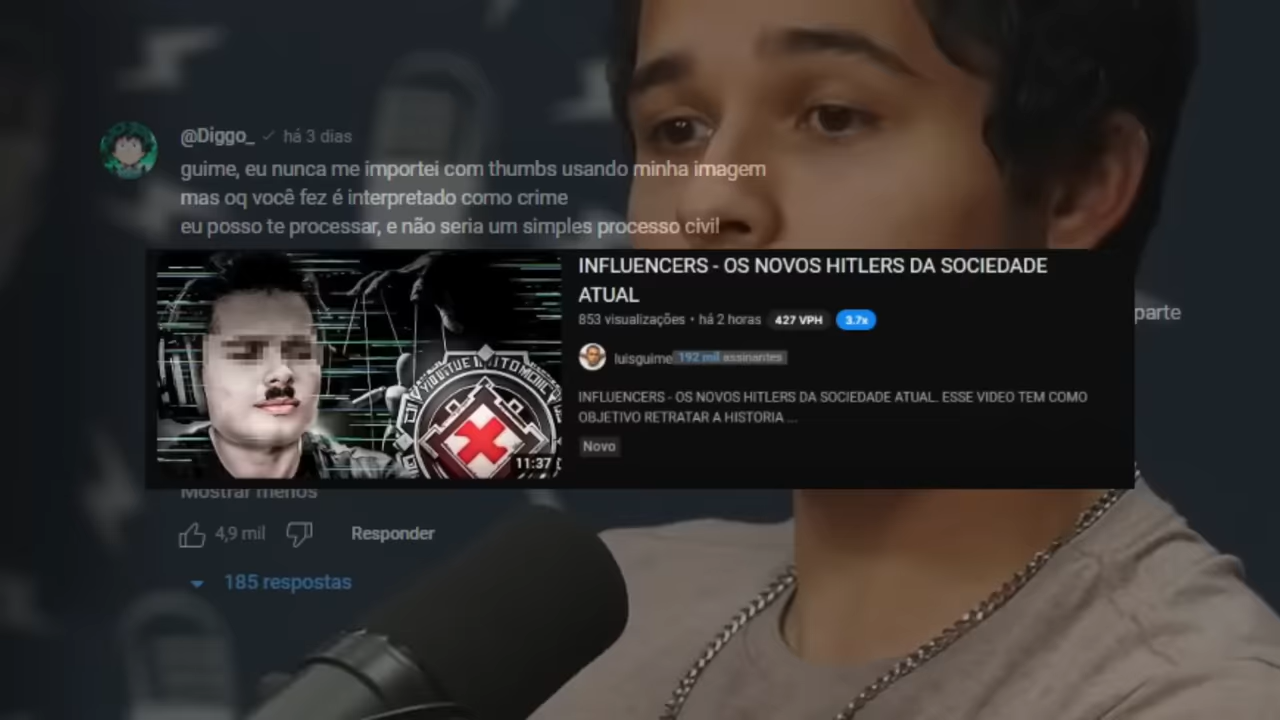 @Diggo_ há 3 dias
guime, eu nunca me importei com thumbs usando minha imagem
mas oq você fez é interpretado como crime
eu posso te processar, e não seria um simples processo civil
INFLUENCERS - OS NOVOS HITLERS DA SOCIEDADE
ATUAL
853 visualizações • há 2 horas 427 VPH 3.7x
parte
luisguime 192 mil assinantes
INFLUENCERS - OS NOVOS HITLERS DA SOCIEDADE ATUAL. ESSE VIDEO TEM COMO
OBJETIVO RETRATAR A HISTORIA ...
Novo
11:37
Mostrar menos
4,9 mil Responder
185 respostas